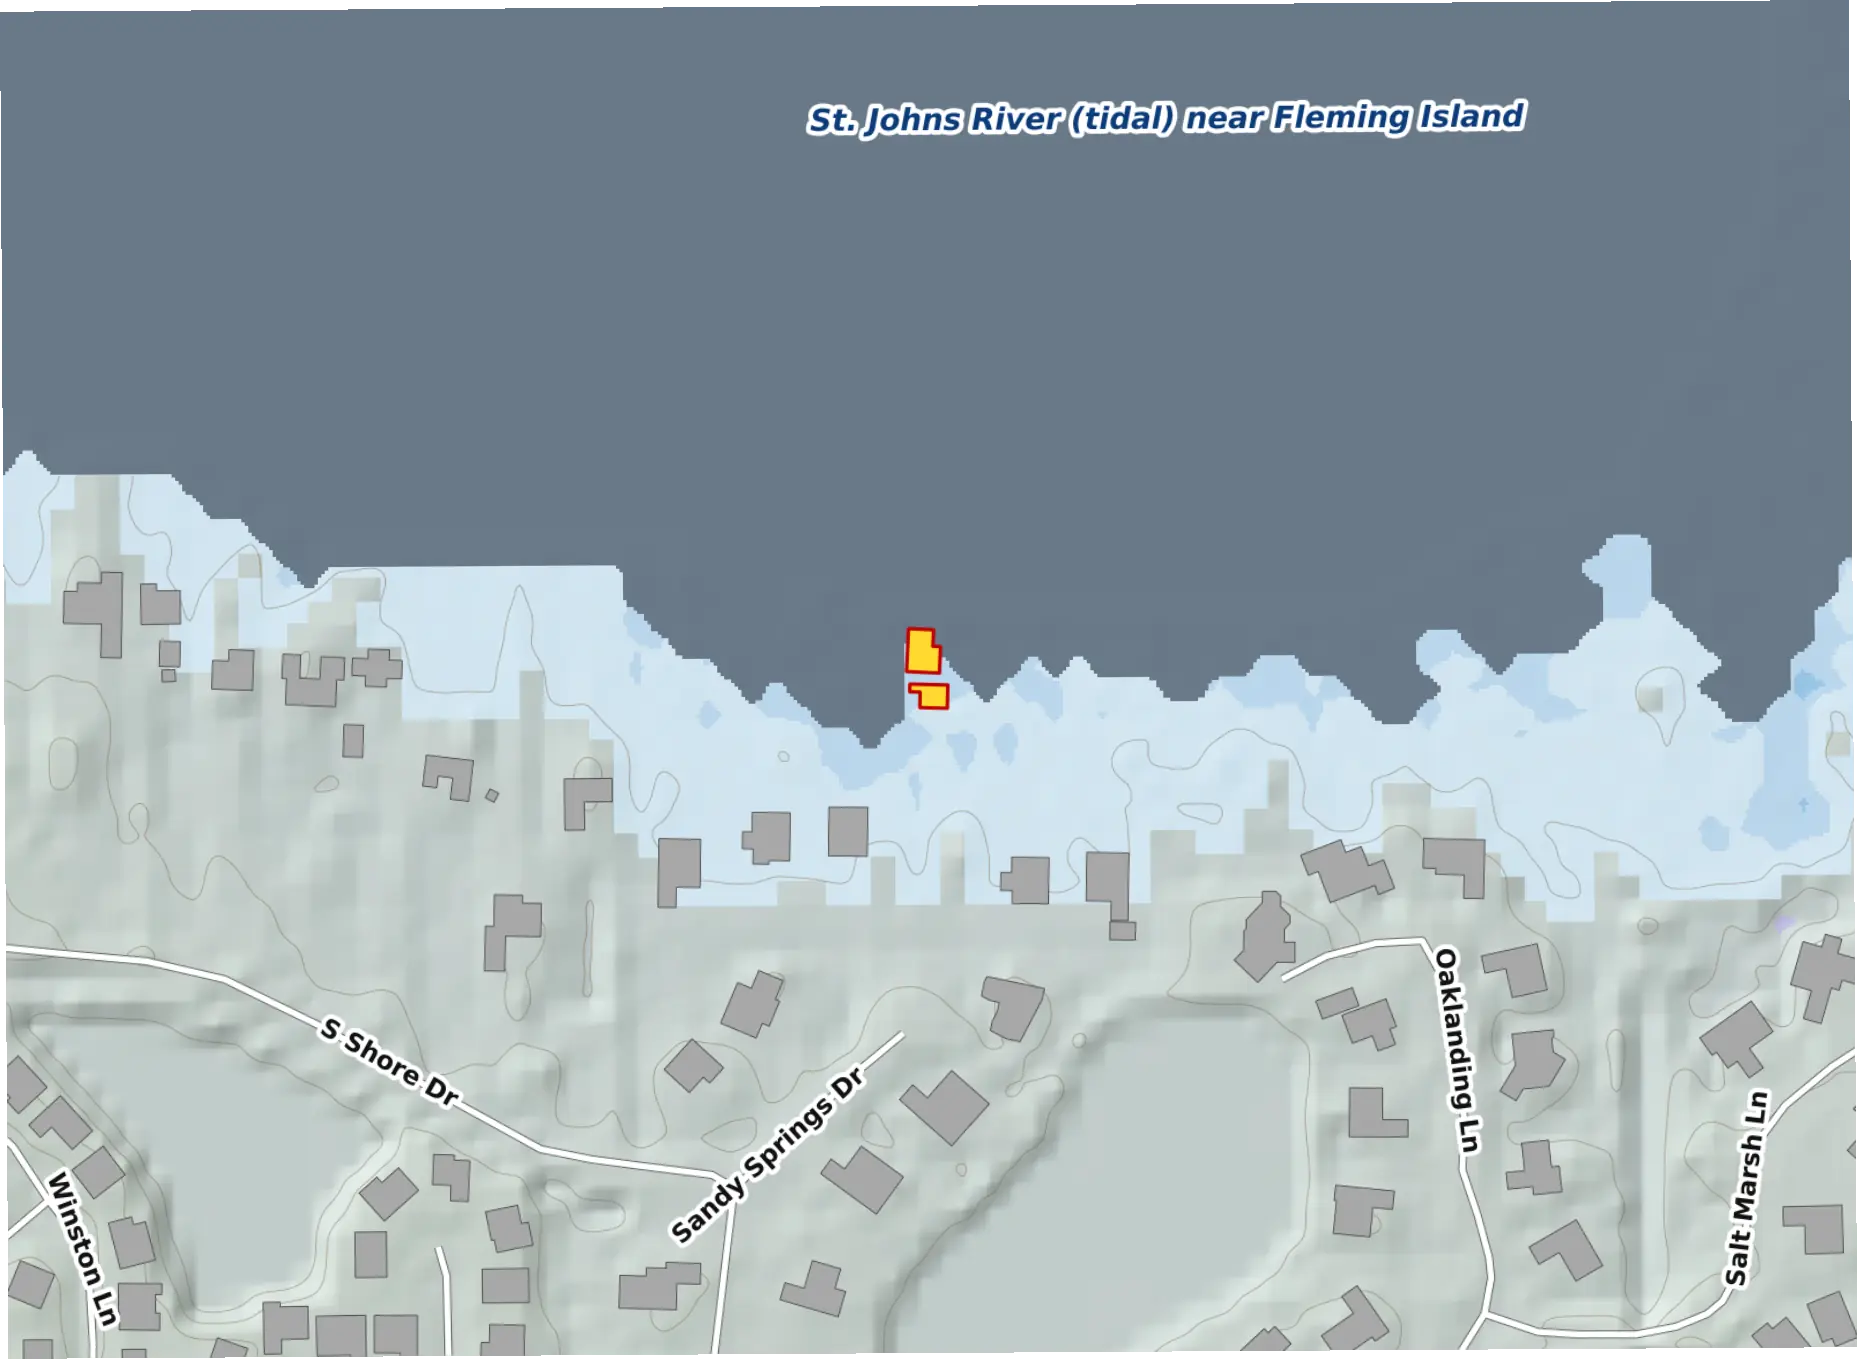 St. Johns River (tidal) near Fleming Island
S Shore Dr
Sandy Springs Dr
Oaklanding Ln
Salt Marsh Ln
Winston Ln